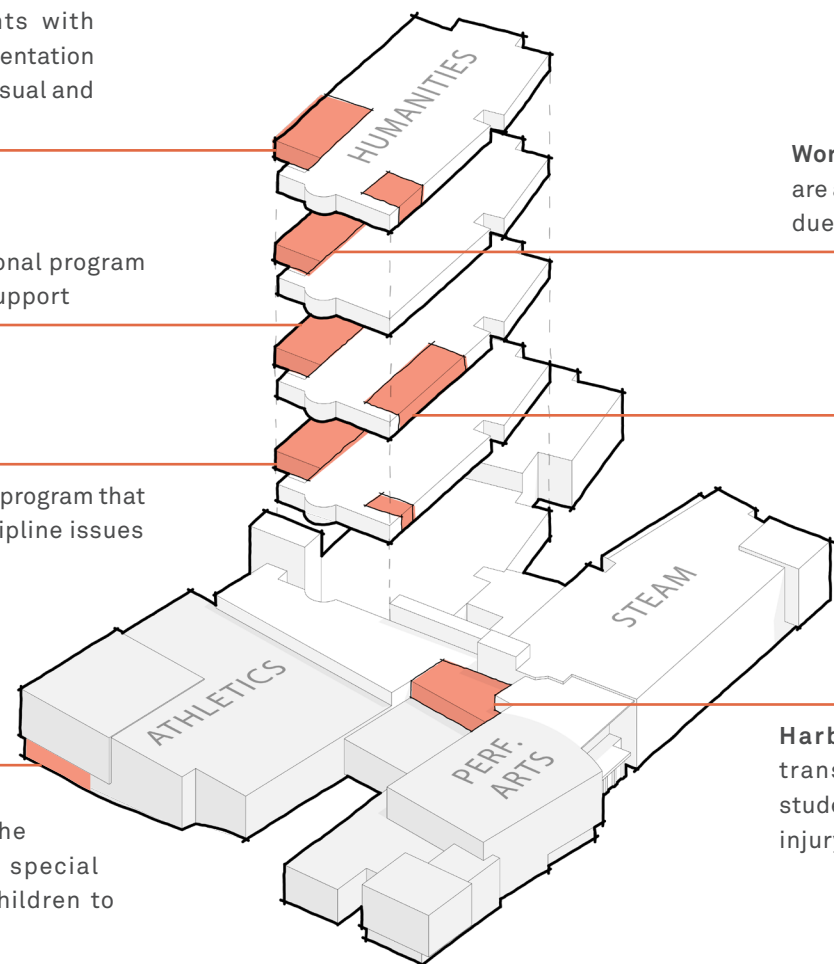 nts with
entation
sual and
onal program
upport
program that
ipline issues
he
special
hildren to
HUMANITIES
STEAM
ATHLETICS
PERF.
ARTS
Wor
are
due
Harb
trans
stude
injury